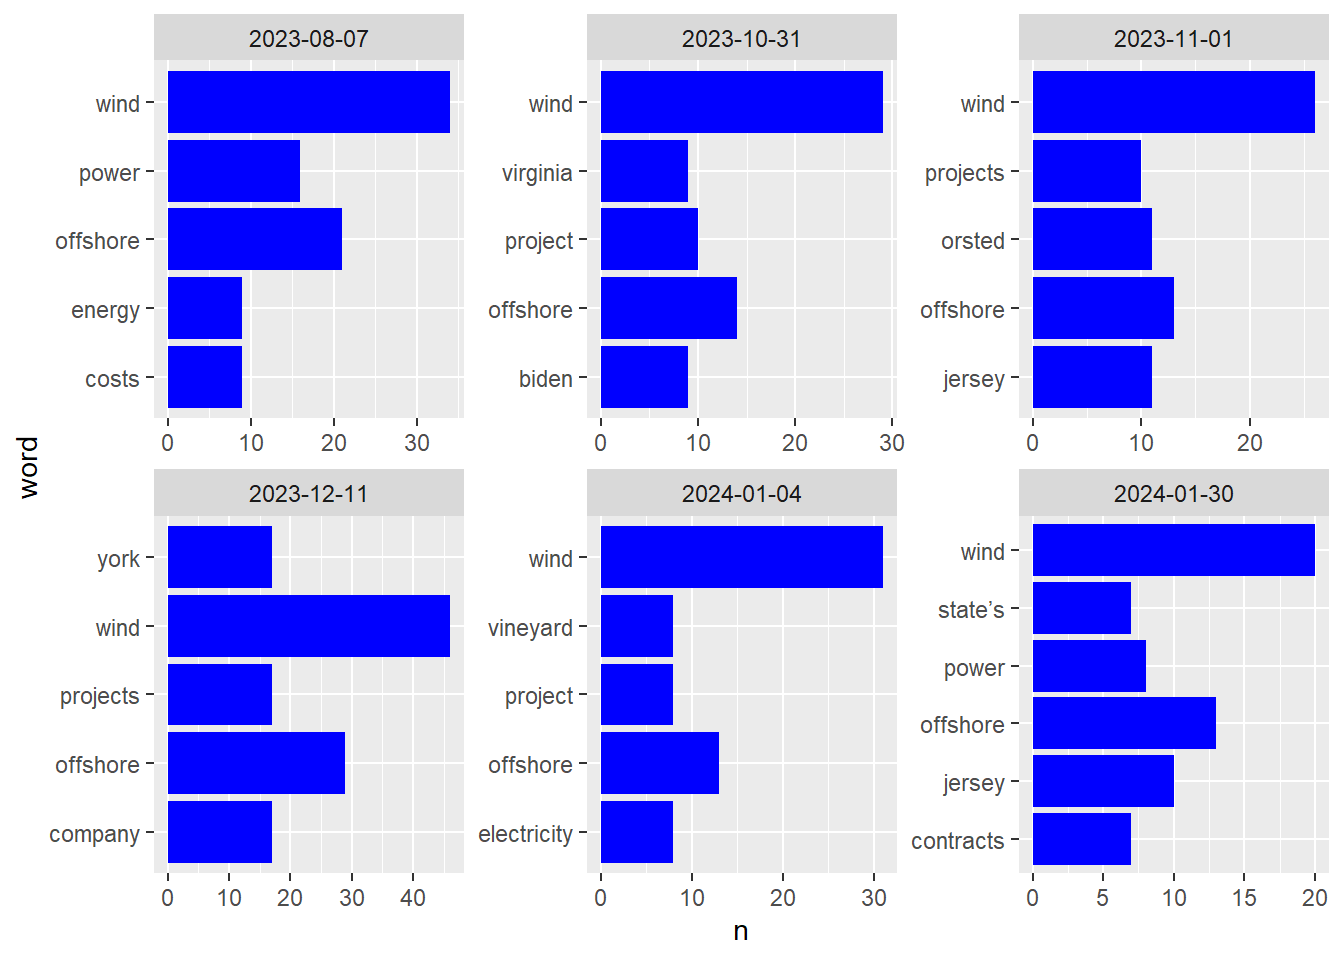 2023-08-07 2023-10-31 2023-11-01
wind wind wind
power virginia projects
offshore project orsted
energy offshore offshore
costs biden jersey
0 10 20 30 0 10 20 30 0 10 20
word
2023-12-11 2024-01-04 2024-01-30
york wind wind
wind vineyard state’s
projects project power
offshore offshore offshore
company electricity jersey
contracts
0 10 20 30 40 0 10 20 30 0 5 10 15 20
n